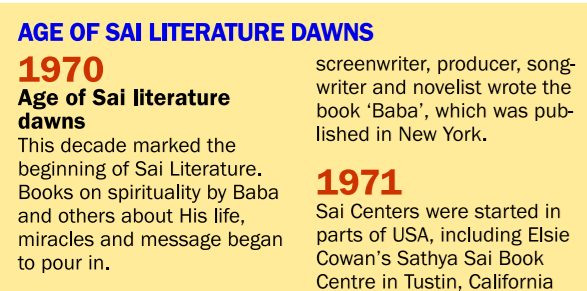 AGE OF SAI LITERATURE DAWNS
1970
Age of Sai literature
dawns
This decade marked the
beginning of Sai Literature.
Books on spirituality by Baba
and others about His life,
miracles and message began
to pour in.
screenwriter, producer, song-
writer and novelist wrote the
book ‘Baba’, which was pub-
lished in New York.
1971
Sai Centers were started in
parts of USA, including Elsie
Cowan’s Sathya Sai Book
Centre in Tustin, California